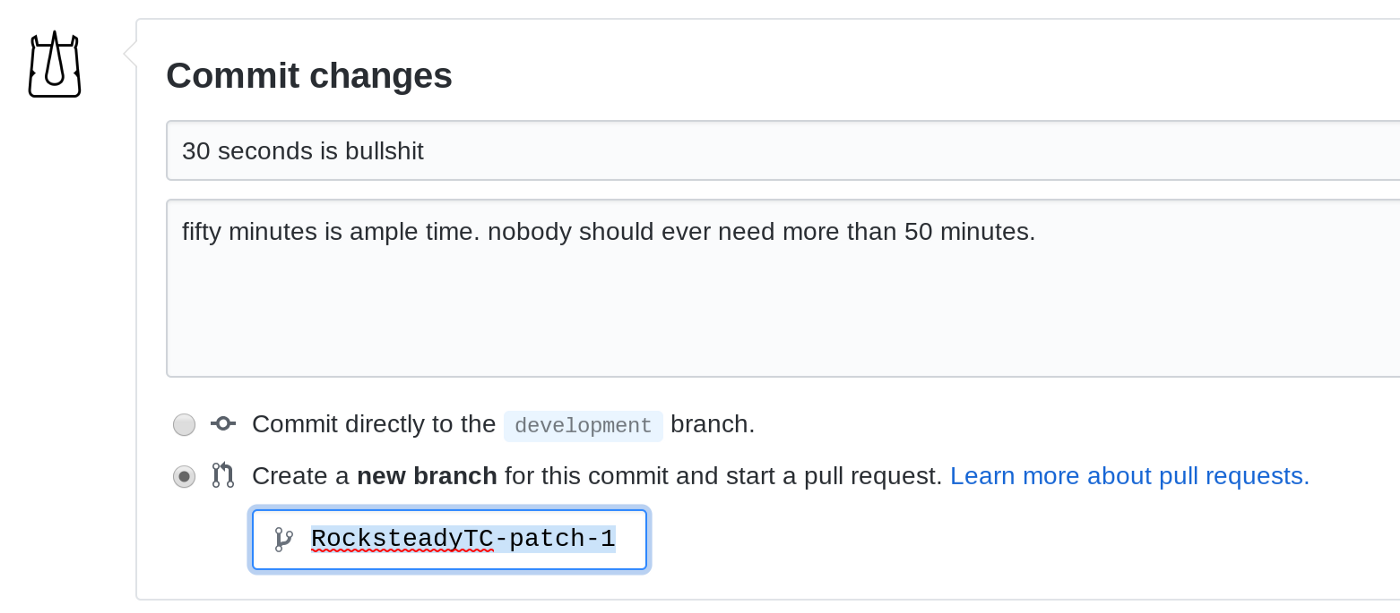 Commit changes
30 seconds is bullshit
fifty minutes is ample time. nobody should ever need more than 50 minutes.
Commit directly to the development branch.
Create a new branch for this commit and start a pull request. Learn more about pull requests.
RocksteadyTC-patch-1